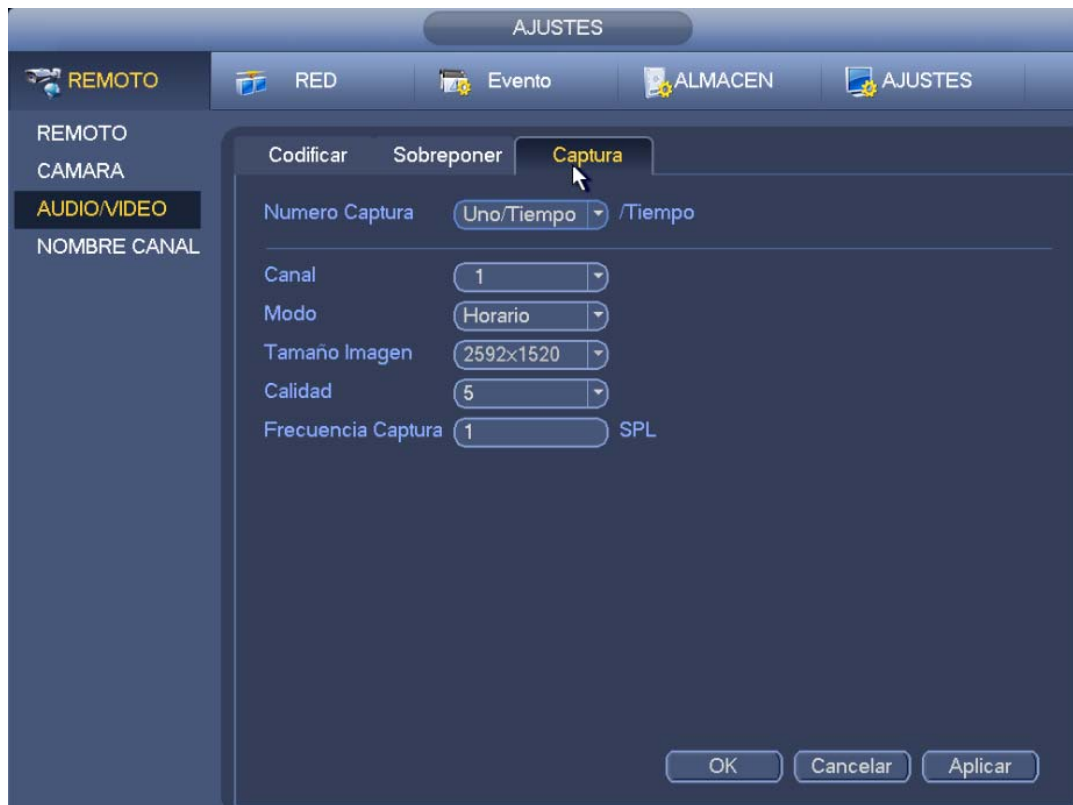 AJUSTES
REMOTO RED Evento ALMACEN AJUSTES
REMOTO
CAMARA
AUDIO/VIDEO
NOMBRE CANAL
Codificar Sobreponer Captura
Numero Captura Uno/Tiempo /Tiempo
Canal 1
Modo Horario
Tamaño Imagen 2592x1520
Calidad 5
Frecuencia Captura 1 SPL
OK Cancelar Aplicar